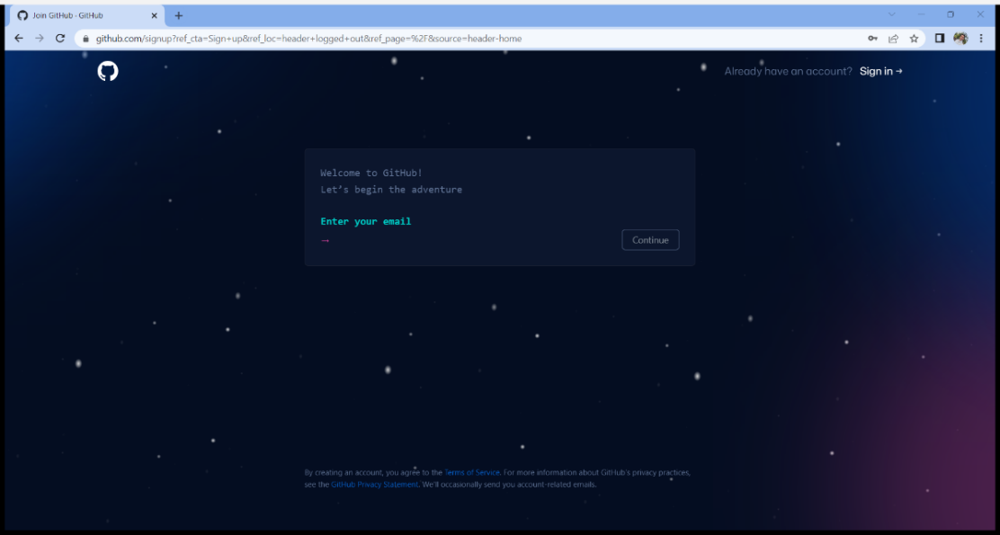 Join GitHub · GitHub
github.com/signup?ref_cta=Sign+up&ref_loc=header+logged+out&ref_page=%2F&source=header-home
Already have an account? Sign in →
Welcome to GitHub!
Let's begin the adventure
Enter your email
→
Continue
By creating an account, you agree to the Terms of Service. For more information about GitHub's privacy practices,
see the GitHub Privacy Statement. We'll occasionally send you account-related emails.